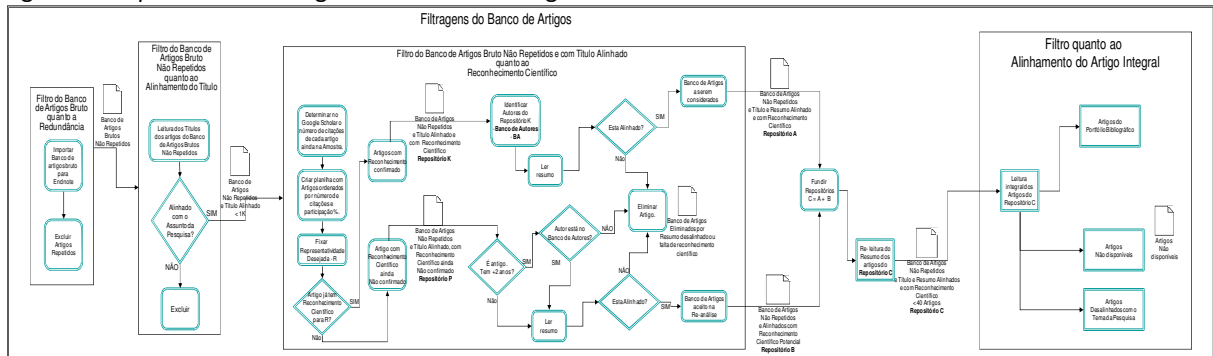 Filtragens do Banco de Artigos
Filtro do Banco
de Artigos Bruto
quanto a
Redundância
Importar
Banco de
artigos bruto
para
Endnote
Excluir
Artigos
Repetidos
Banco de
Artigos
Brutos
Não Repetidos
Filtro do Banco de
Artigos Bruto
Não Repetidos
quanto ao
Alinhamento do Titulo
Leitura dos Titulos
dos artigos do Banco
de Artigos Brutos
Não Repetidos
Alinhado
com o
Assunto da
Pesquisa?
SIM
NÃO
Excluir
Banco de
Artigos
Não Repetidos
e Titulo Alinhado
<1K
Filtro do Banco de Artigos Bruto Não Repetidos e com Titulo Alinhado
quanto ao
Reconhecimento Científico
Determinar no
Google Scholar o
número de citações
de cada artigo
ainda na Amostra.
Criar planilha com
Artigos ordenados
por número de
citações e
participação%.
Fixar
Representatividade
Desejada - R
Artigo já tem
Reconhecimento
Científico
para R?
SIM
Não
Artigos com
Reconhecimento
confirmado
Banco de Artigos
Não Repetidos
e Titulo Alinhado e
com Reconhecimento
Científico
Repositório K
Artigo com
Reconhecimento
Científico
ainda
Não confirmado
Banco de Artigos
Não Repetidos
e Titulo Alinhado, com
Reconhecimento
Científico ainda
Não confirmado
Repositório P
Identificar
Autores do
Repositório K
-Banco de Autores
- BA
Ler
resumo
Esta Alinhado?
SIM
Não
Banco de Artigos
a serem
considerados
É antigo.
Tem +2 anos?
SIM
Não
Autor está no
Banco de Autores?
NÃO
SIM
Eliminar
Artigo.
Banco de Artigos
Eliminados por
Resumo desalinhado ou
falta de reconhecimento
científico
Ler
resumo
NÃO
Esta Alinhado?
SIM
Banco de Artigos
aceito na
Re-análise
Banco de Artigos
Não Repetidos
e Titulo e Resumo Alinhado
e com Reconhecimento
Científico
Repositório A
Banco de Artigos
Não Repetidos
e Alinhados com
Reconhecimento
Científico Potencial
Repositório B
Fundir
Repositórios
C = A + B
Re-leitura do
Resumo dos
artigos do
Repositório C
Banco de Artigos
Não Repetidos
e Titulo e Resumo Alinhados
e com Reconhecimento
Científico
<40 Artigos
Repositório C
Filtro quanto ao
Alinhamento do Artigo Integral
Leitura
integral dos
Artigos do
Repositório C
Artigos do
Portfólio Bibliográfico
Artigos
Não disponíveis
Artigos
Não
disponíveis
Artigos
Desalinhados com o
Tema da Pesquisa